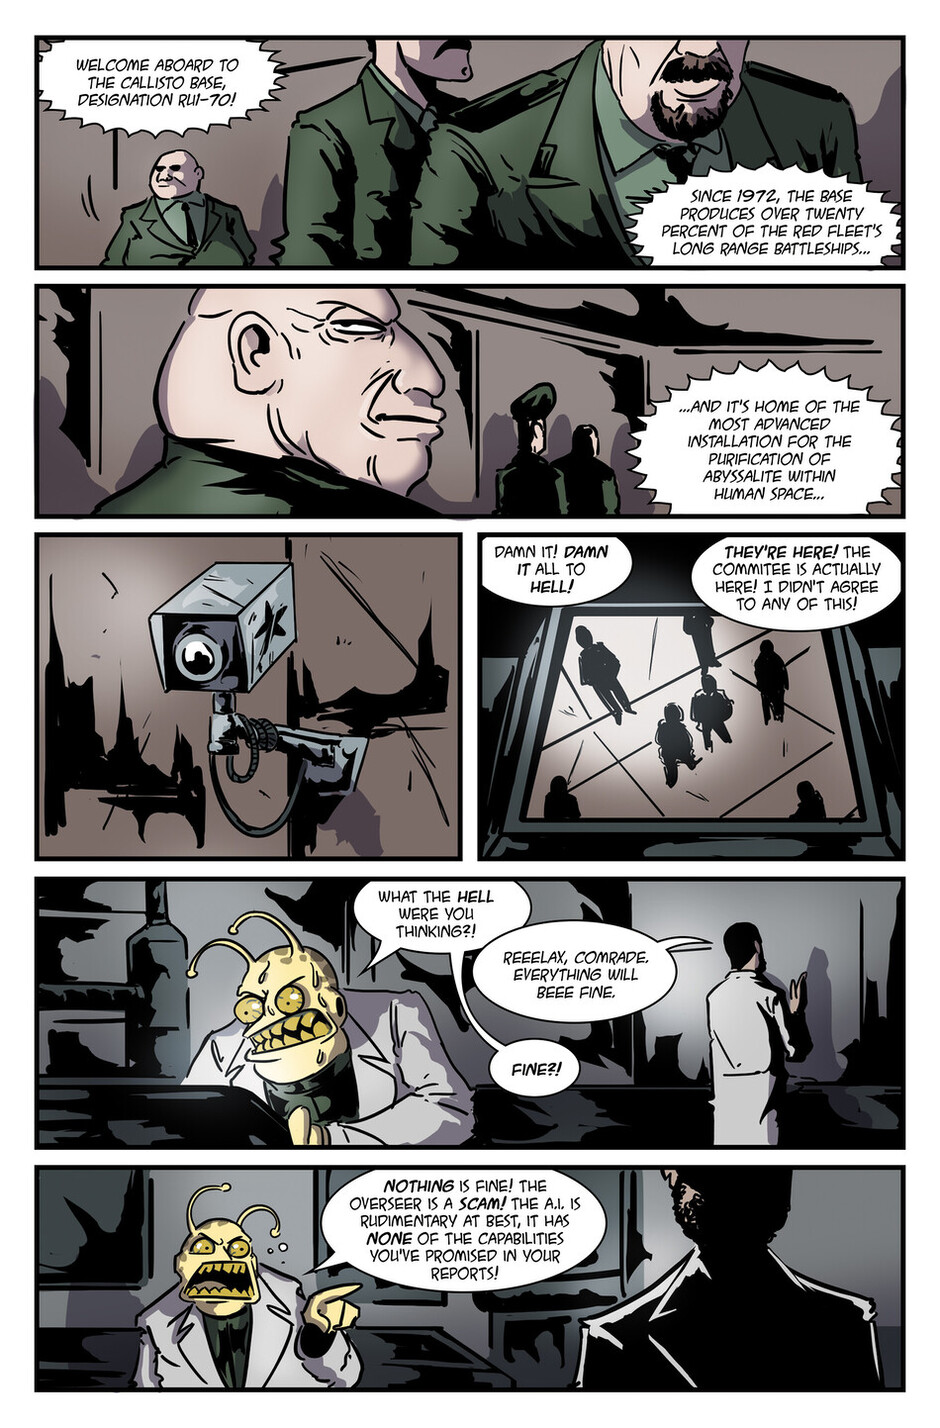 WELCOME ABOARD TO
THE CALLISTO BASE,
DESIGNATION RUI-70!
SINCE 1972, THE BASE
PRODUCES OVER TWENTY
PERCENT OF THE RED FLEET'S
LONG RANGE BATTLESHIPS...
...AND IT'S HOME OF THE
MOST ADVANCED
INSTALLATION FOR THE
PURIFICATION OF
ABYSSALITE WITHIN
HUMAN SPACE...
DAMN IT! DAMN
IT ALL TO
HELL!
THEY'RE HERE! THE
COMMITEE IS ACTUALLY
HERE! I DIDN'T AGREE
TO ANY OF THIS!
WHAT THE HELL
WERE YOU
THINKING?!
REEELAX, COMRADE.
EVERYTHING WILL
BEEE FINE.
FINE?!
NOTHING IS FINE! THE
OVERSEER IS A SCAM! THE A.I. IS
RUDIMENTARY AT BEST, IT HAS
NONE OF THE CAPABILITIES
YOU'VE PROMISED IN YOUR
REPORTS!